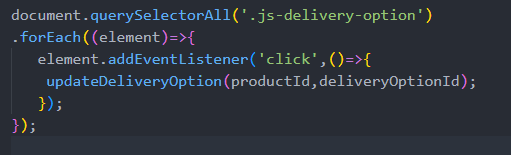 document.querySelectorAll('.js-delivery-option')
.forEach((element)=>{
element.addEventListener('click',()=>{
updateDeliveryOption(productId,deliveryOptionId);
});
});